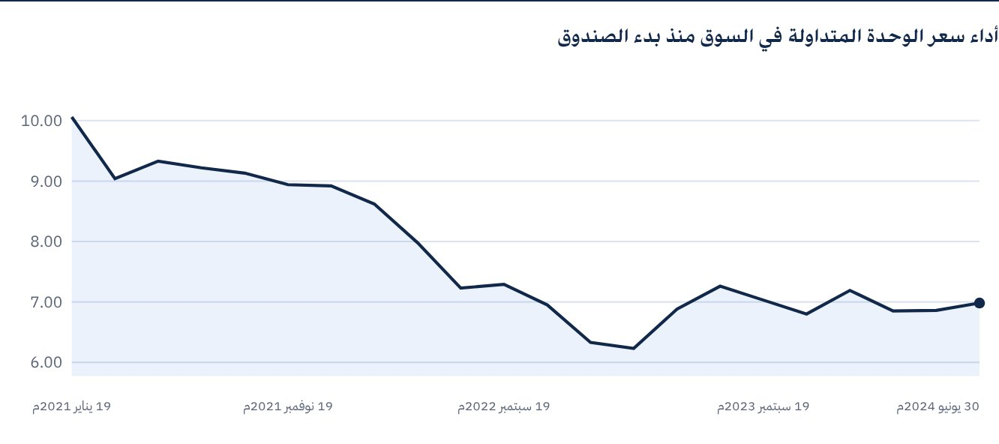 أداء سعر الوحدة المتداولة في السوق منذ بدء الصندوق
10.00
9.00
8.00
7.00
6.00
19 يناير 2021م
19 نوفمبر 2021م
19 سبتمبر 2022م
19 سبتمبر 2023م
30 يونيو 2024م